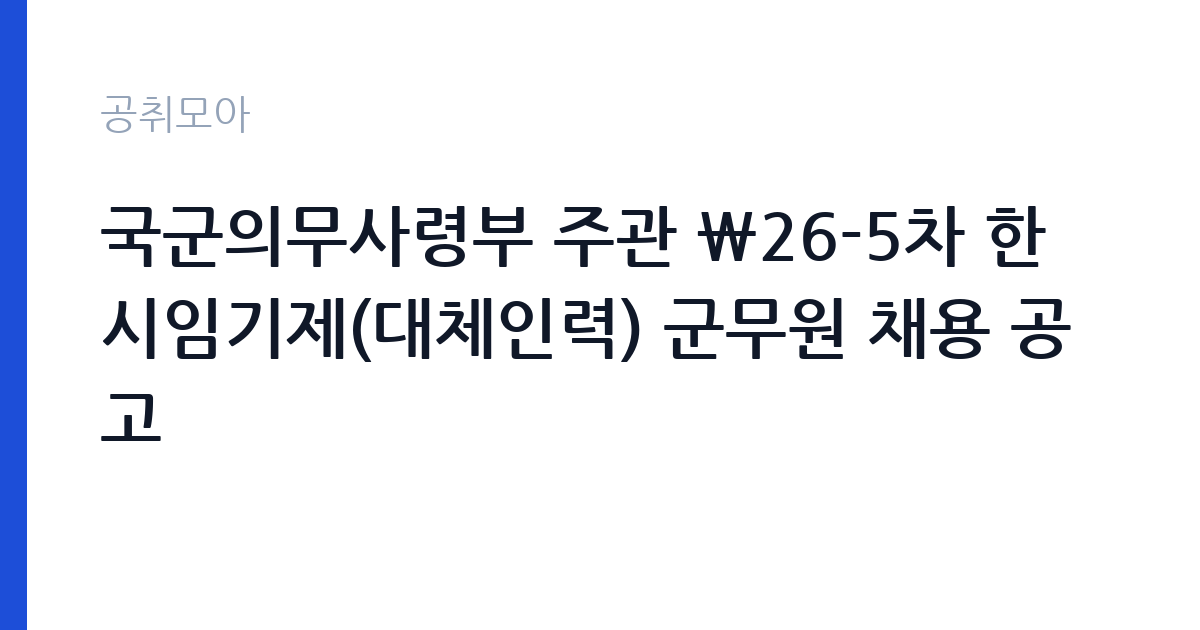 공취모아
국군의무사령부 주관 ₩26-5차 한
시임기제(대체인력) 군무원 채용 공
고